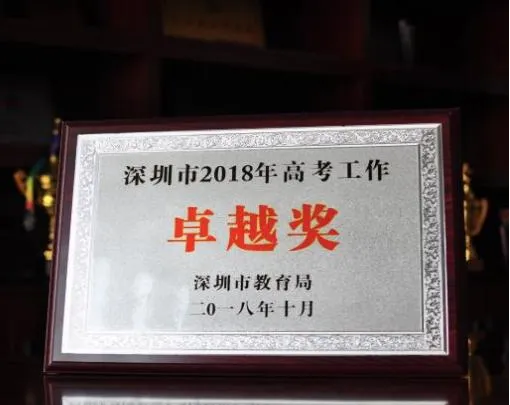 深圳市2018年高考工作
卓越奖
深圳市教育局
二〇一八年十月